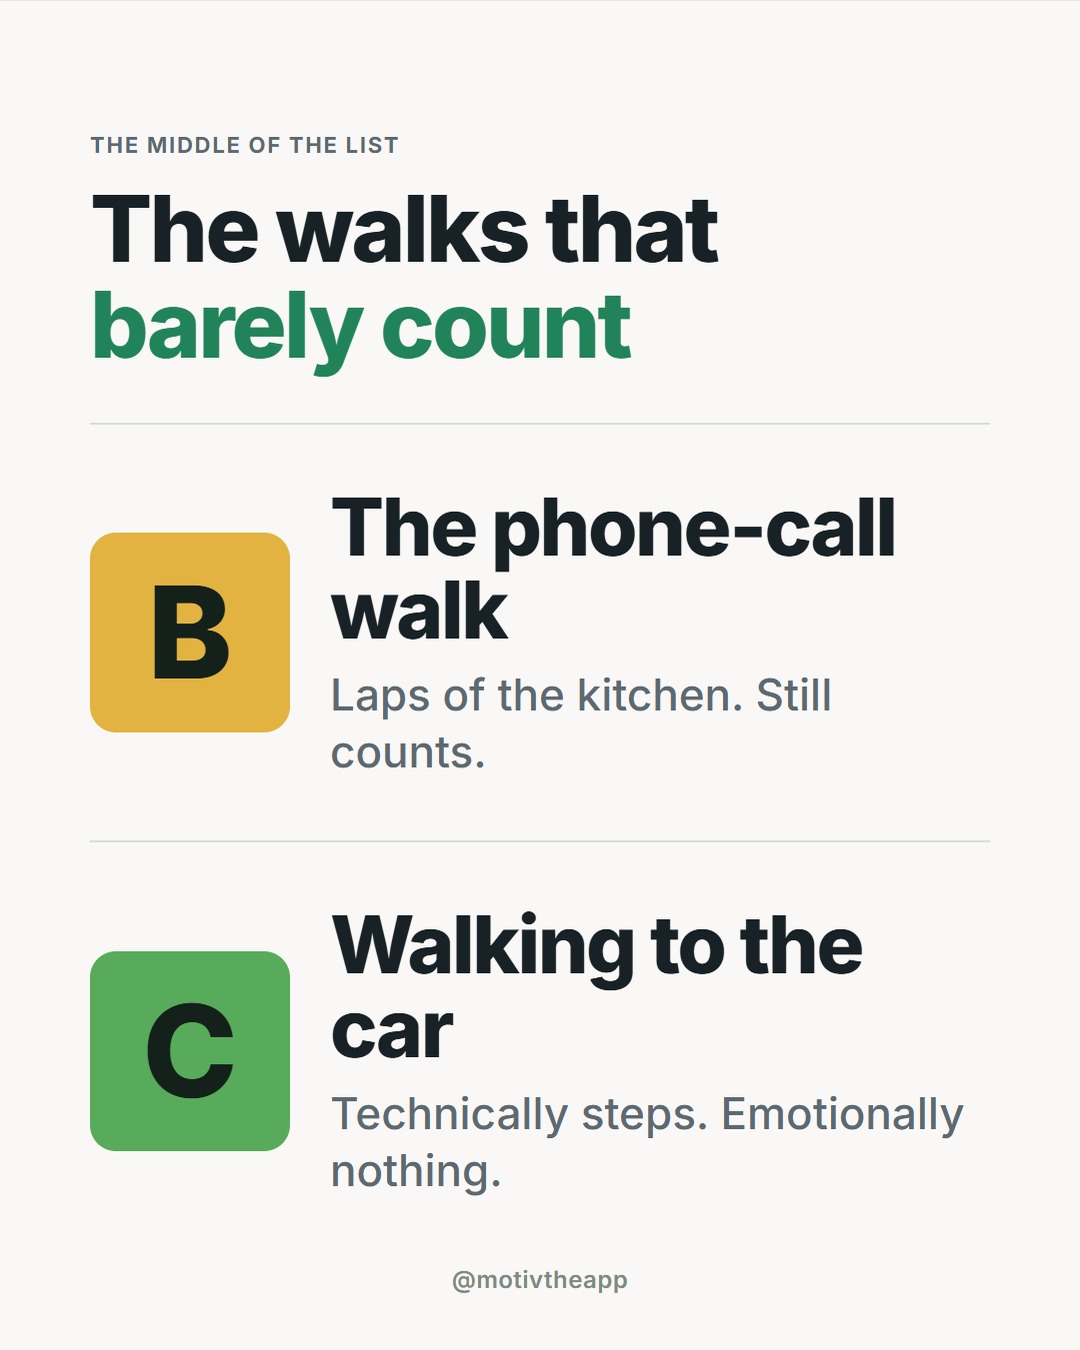 THE MIDDLE OF THE LIST
The walks that
barely count
B
The phone-call
walk
Laps of the kitchen. Still
counts.
C
Walking to the
car
Technically steps. Emotionally
nothing.
@motivtheapp